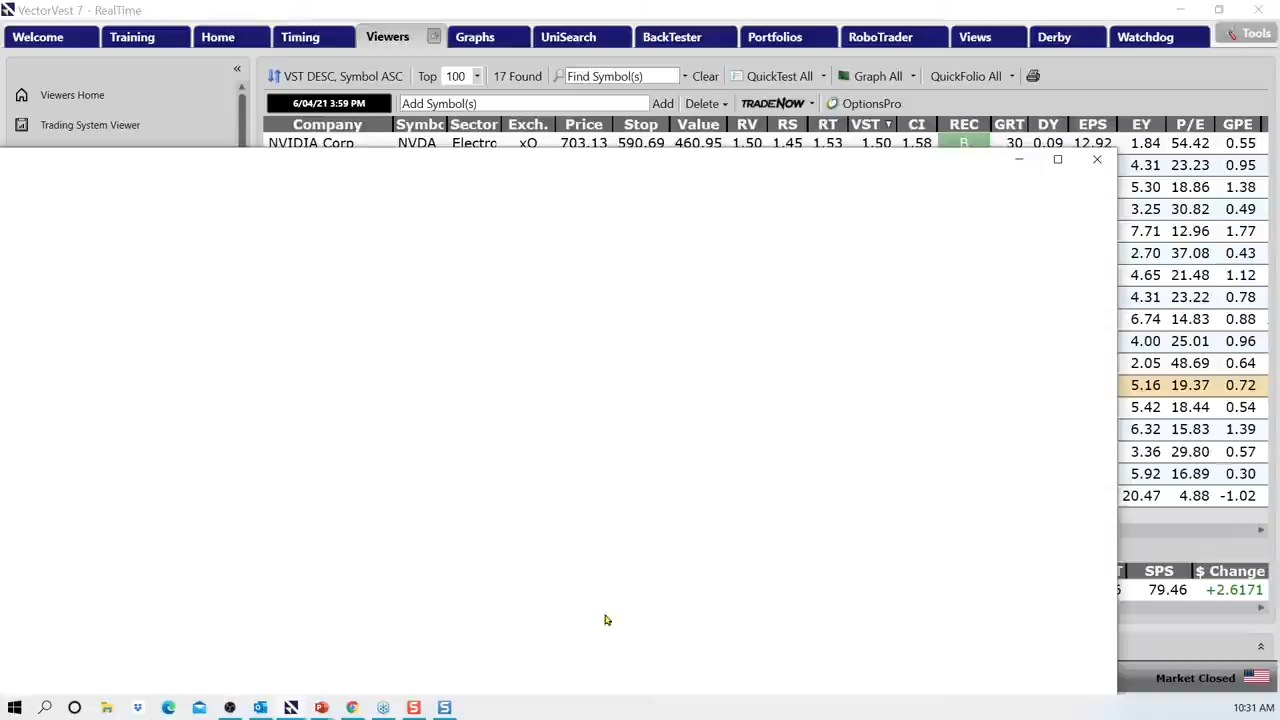 VectorVest 7 - RealTime
Welcome Training Home Timing Viewers Graphs UniSearch BackTester Portfolios RoboTrader Views Derby Watchdog Tools
VST DESC, Symbol ASC Top 100 17 Found Find Symbol(s) Clear QuickTest All Graph All QuickFolio All
Viewers Home
6/04/21 3:59 PM Add Symbol(s) Add Delete TRADENOW OptionsPro
Trading System Viewer
Company Symbc Sector Exch. Price Stop Value RV RS RT VST CI REC GRT DY EPS EY P/E GPE
NVIDIA Corp NVDA Electro xQ 703.13 590.69 460.95 1.50 1.45 1.53 1.50 1.58 B 30 0.09 12.92 1.84 54.42 0.55
4.31 23.23 0.95
5.30 18.86 1.38
3.25 30.82 0.49
7.71 12.96 1.77
2.70 37.08 0.43
4.65 21.48 1.12
4.31 23.22 0.78
6.74 14.83 0.88
4.00 25.01 0.96
2.05 48.69 0.64
5.16 19.37 0.72
5.42 18.44 0.54
6.32 15.83 1.39
3.36 29.80 0.57
5.92 16.89 0.30
20.47 4.88 -1.02
SPS $ Change
79.46 +2.6171
Market Closed
10:31 AM